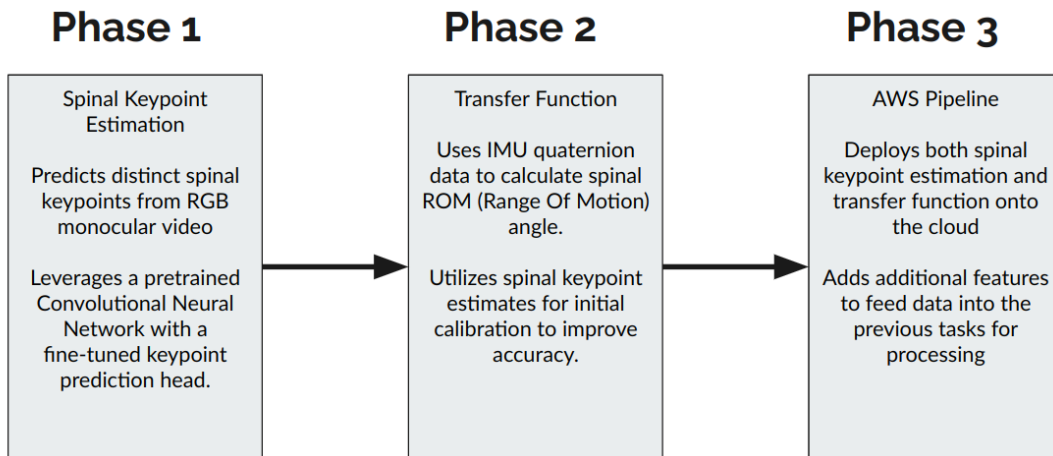 Phase 1
Spinal Keypoint
Estimation
Predicts distinct spinal
keypoints from RGB
monocular video
Leverages a pretrained
Convolutional Neural
Network with a
fine-tuned keypoint
prediction head.
Phase 2
Transfer Function
Uses IMU quaternion
data to calculate spinal
ROM (Range Of Motion)
angle.
Utilizes spinal keypoint
estimates for initial
calibration to improve
accuracy.
Phase 3
AWS Pipeline
Deploys both spinal
keypoint estimation and
transfer function onto
the cloud
Adds additional features
to feed data into the
previous tasks for
processing